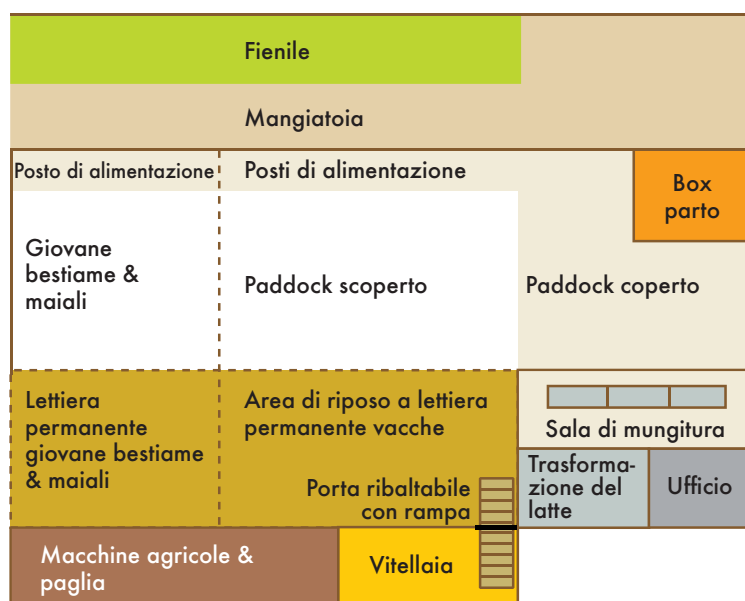 Fienile
Mangiatoia
Posto di alimentazione
Posti di alimentazione
Box
parto
Giovane
bestiame &
maiali
Paddock scoperto
Paddock coperto
Lettiera
permanente
giovane bestiame
& maiali
Area di riposo a lettiera
permanente vacche
Sala di mungitura
Porta ribaltabile
con rampa
Trasforma-
zione del
latte
Ufficio
Macchine agricole &
paglia
Vitellaia